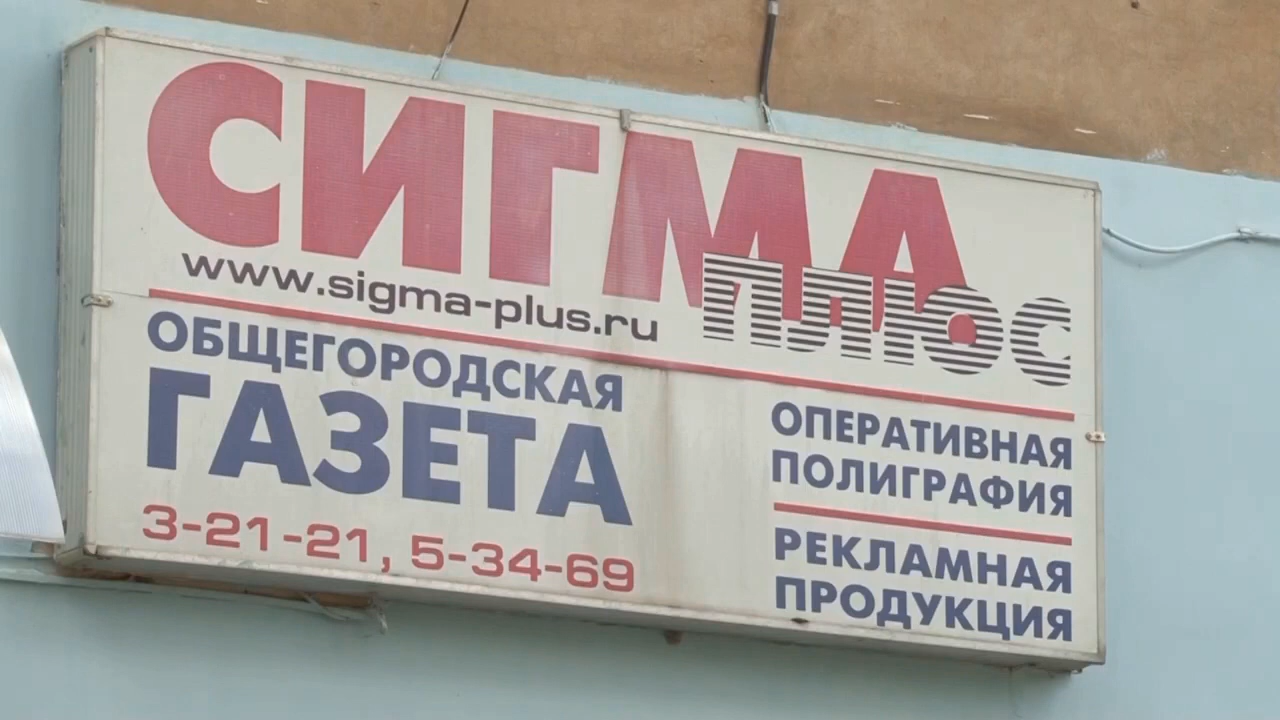 СИГМА
ПЛЮС
www.sigma-plus.ru
ОБЩЕГОРОДСКАЯ
ГАЗЕТА
3-21-21, 5-34-69
ОПЕРАТИВНАЯ
ПОЛИГРАФИЯ
РЕКЛАМНАЯ
ПРОДУКЦИЯ